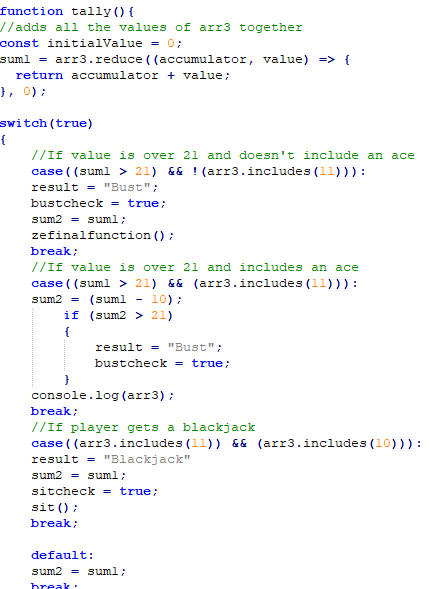 function tally(){
//adds all the values of arr3 together
const initialValue = 0;
sum1 = arr3.reduce((accumulator, value) => {
  return accumulator + value;
}, 0);

switch(true)
{
    //If value is over 21 and doesn't include an ace
    case((sum1 > 21) && !(arr3.includes(11))):
    result = "Bust";
    bustcheck = true;
    sum2 = sum1;
    zefinalfunction();
    break;
    //If value is over 21 and includes an ace
    case((sum1 > 21) && (arr3.includes(11))):
    sum2 = (sum1 - 10);
        if (sum2 > 21)
        {
            result = "Bust";
            bustcheck = true;
        }
    console.log(arr3);
    break;
    //If player gets a blackjack
    case((arr3.includes(11)) && (arr3.includes(10))):
    result = "Blackjack"
    sum2 = sum1;
    sitcheck = true;
    sit();
    break;

    default:
    sum2 = sum1;
    break;